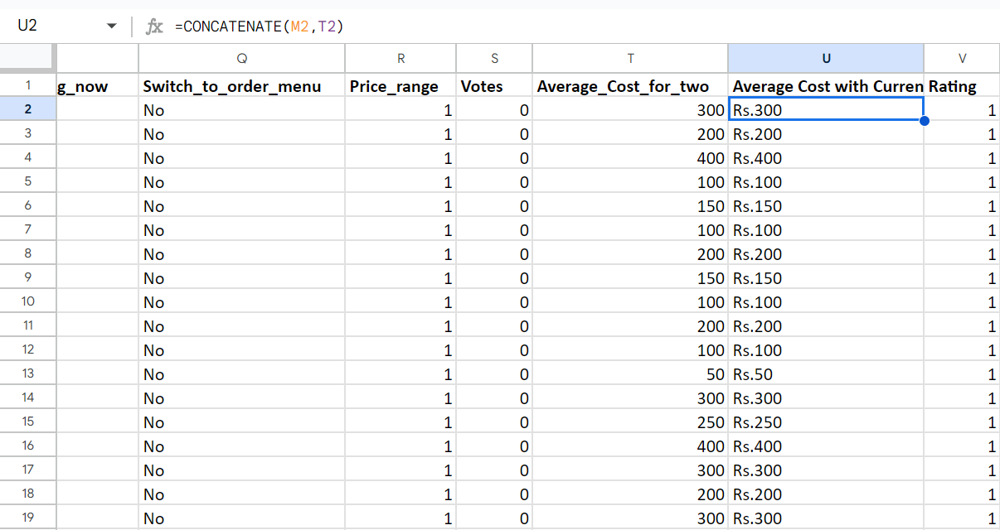 U2 fx =CONCATENATE(M2,T2)
Q R S T U V
1 g_now Switch_to_order_menu Price_range Votes Average_Cost_for_two Average Cost with Curren Rating
2 No 1 0 300 Rs.300 1
3 No 1 0 200 Rs.200 1
4 No 1 0 400 Rs.400 1
5 No 1 0 100 Rs.100 1
6 No 1 0 150 Rs.150 1
7 No 1 0 100 Rs.100 1
8 No 1 0 200 Rs.200 1
9 No 1 0 150 Rs.150 1
10 No 1 0 100 Rs.100 1
11 No 1 0 200 Rs.200 1
12 No 1 0 100 Rs.100 1
13 No 1 0 50 Rs.50 1
14 No 1 0 300 Rs.300 1
15 No 1 0 250 Rs.250 1
16 No 1 0 400 Rs.400 1
17 No 1 0 300 Rs.300 1
18 No 1 0 200 Rs.200 1
19 No 1 0 300 Rs.300 1